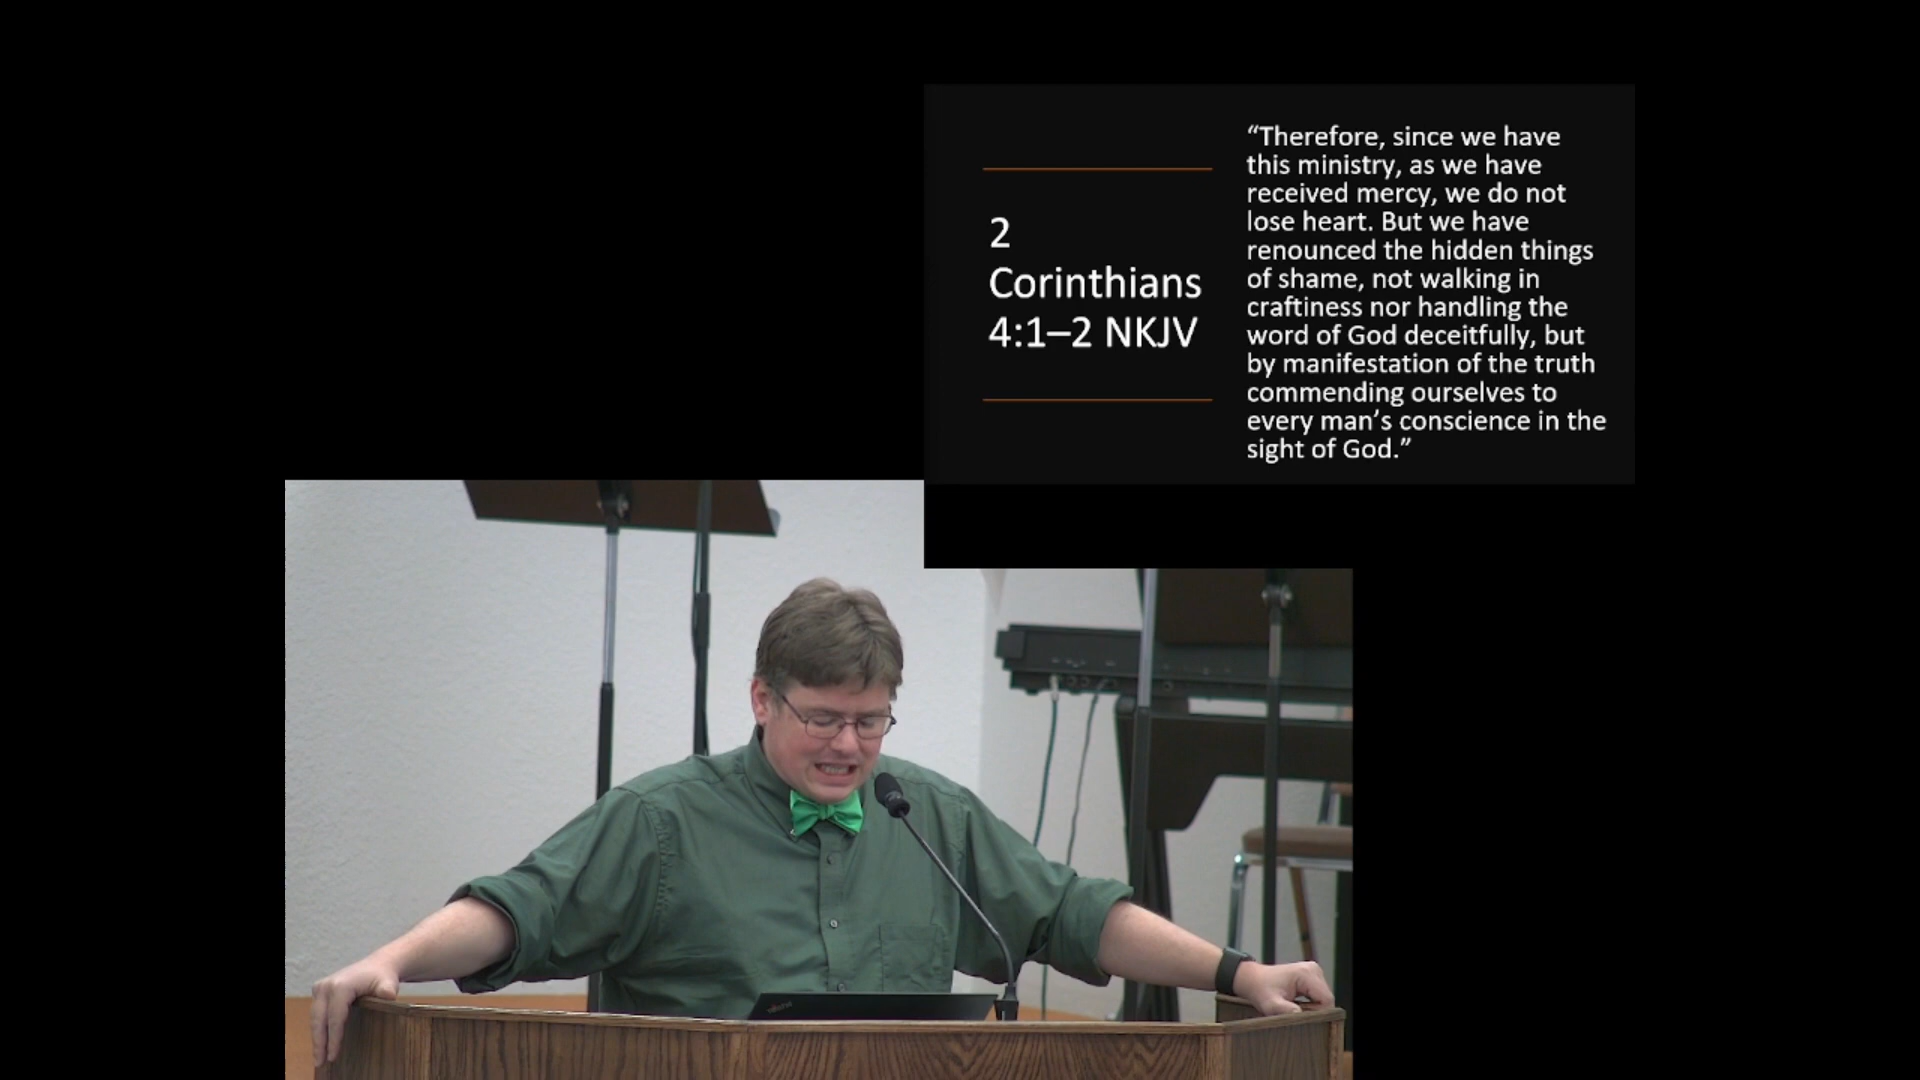 2
Corinthians
4:1–2 NKJV
“Therefore, since we have
this ministry, as we have
received mercy, we do not
lose heart. But we have
renounced the hidden things
of shame, not walking in
craftiness nor handling the
word of God deceitfully, but
by manifestation of the truth
commending ourselves to
every man’s conscience in the
sight of God.”